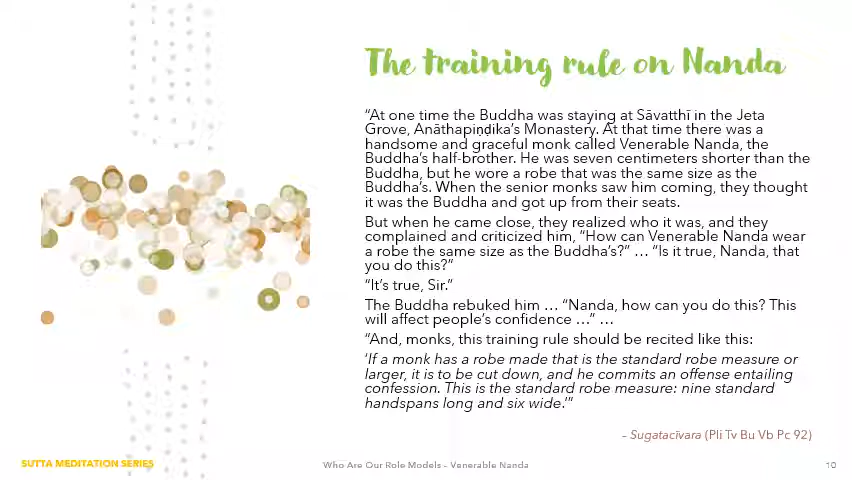 The training rule on Nanda
“At one time the Buddha was staying at Sāvatthī in the Jeta
Grove, Anāthapiṇḍika’s Monastery. At that time there was a
handsome and graceful monk called Venerable Nanda, the
Buddha’s half-brother. He was seven centimeters shorter than the
Buddha, but he wore a robe that was the same size as the
Buddha’s. When the senior monks saw him coming, they thought
it was the Buddha and got up from their seats.
But when he came close, they realized who it was, and they
complained and criticized him, “How can Venerable Nanda wear
a robe the same size as the Buddha’s?” … “Is it true, Nanda, that
you do this?”
“It’s true, Sir.”
The Buddha rebuked him … “Nanda, how can you do this? This
will affect people’s confidence …” …
“And, monks, this training rule should be recited like this:
‘If a monk has a robe made that is the standard robe measure or
larger, it is to be cut down, and he commits an offense entailing
confession. This is the standard robe measure: nine standard
handspans long and six wide.’”
– Sugatacīvara (Pli Tv Bu Vb Pc 92)
SUTTA MEDITATION SERIES
Who Are Our Role Models – Venerable Nanda
10